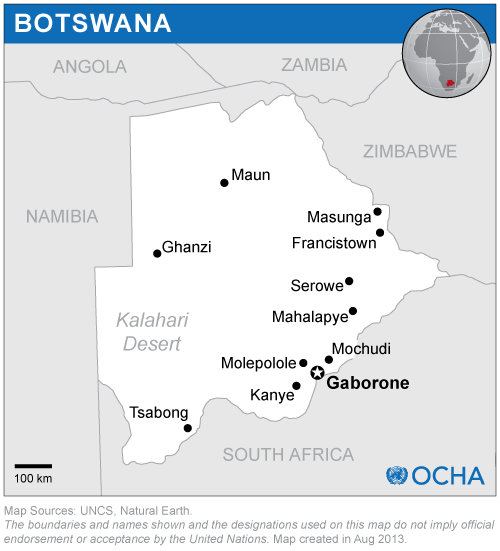 BOTSWANA
ANGOLA
ZAMBIA
ZIMBABWE
NAMIBIA
Maun
Masunga
Francistown
Ghanzi
Serowe
Mahalapye
Kalahari
Desert
Mochudi
Molepolole
Gaborone
Kanye
Tsabong
SOUTH AFRICA
100 km
OCHA
Map Sources: UNCS, Natural Earth.
The boundaries and names shown and the designations used on this map do not imply official
endorsement or acceptance by the United Nations. Map created in Aug 2013.